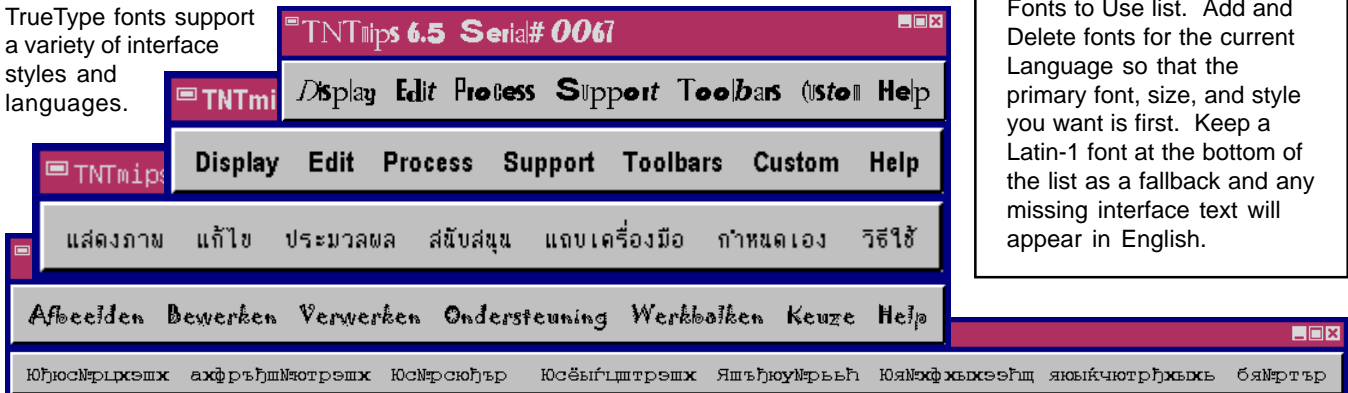 TrueType fonts support
a variety of interface
styles and
languages.
TNTmips 6.5 Serial# 0067
Display Edit Process Support Toolbars Custom Help
TNTmi
Display Edit Process Support Toolbars Custom Help
TNTmips
แสดงภาพ แก้ไข ประมวลผล สนับสนุน แถบเครื่องมือ กำหนดเอง วิธีใช้
Afbeelden Bewerken Verwerken Ondersteuning Werkbalken Keuze Help
Fonts to Use list. Add and
Delete fonts for the current
Language so that the
primary font, size, and style
you want is first. Keep a
Latin-1 font at the bottom of
the list as a fallback and any
missing interface text will
appear in English.